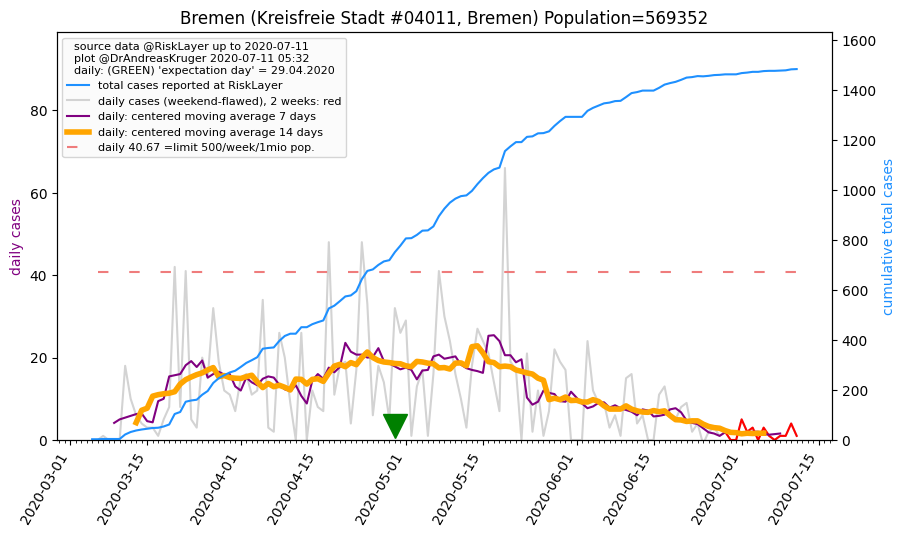 Bremen (Kreisfreie Stadt #04011, Bremen) Population=569352
source data @RiskLayer up to 2020-07-11
plot @DrAndreasKruger 2020-07-11 05:32
daily: (GREEN) 'expectation day' = 29.04.2020
total cases reported at RiskLayer
daily cases (weekend-flawed), 2 weeks: red
daily: centered moving average 7 days
daily: centered moving average 14 days
daily 40.67 =limit 500/week/1mio pop.
daily cases
0
20
40
60
80
cumulative total cases
0
200
400
600
800
1000
1200
1400
1600
2020-03-01
2020-03-15
2020-04-01
2020-04-15
2020-05-01
2020-05-15
2020-06-01
2020-06-15
2020-07-01
2020-07-15